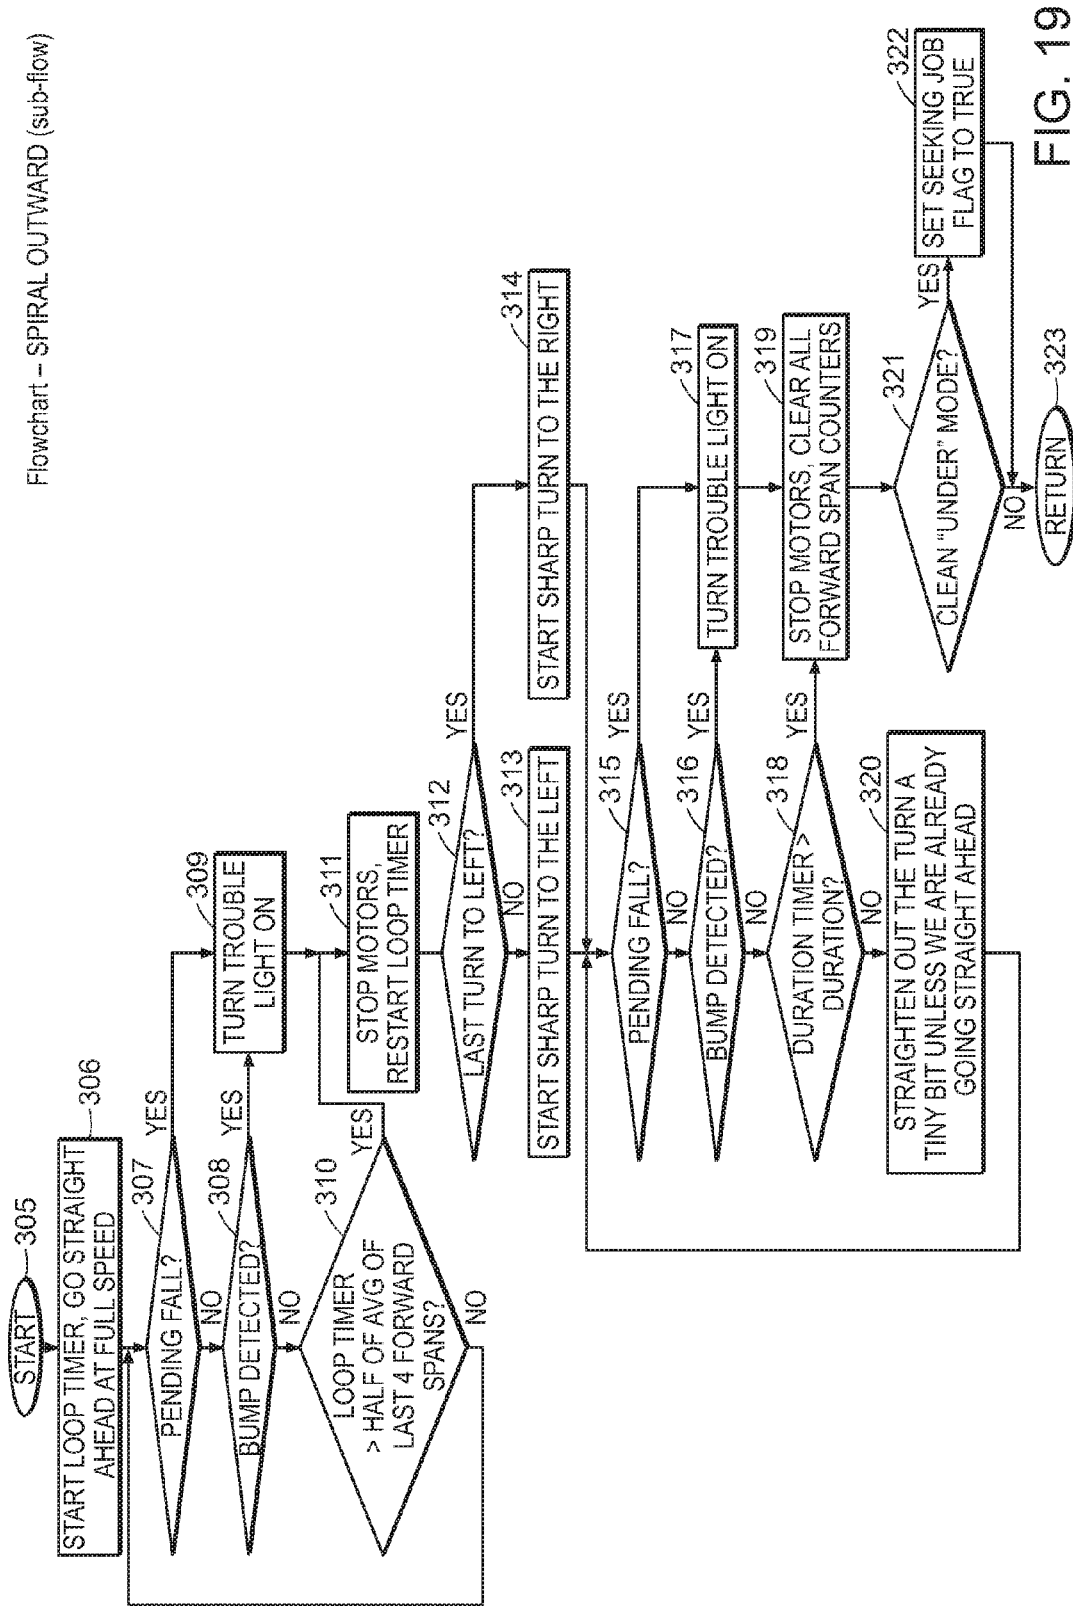 Flowchart – SPIRAL OUTWARD (sub-flow)
START
305
START LOOP TIMER, GO STRAIGHT
AHEAD AT FULL SPEED
306
PENDING FALL?
307
YES
NO
BUMP DETECTED?
308
YES
NO
TURN TROUBLE
LIGHT ON
309
LOOP TIMER
> HALF OF AVG OF
LAST 4 FORWARD
SPANS?
310
YES
NO
STOP MOTORS,
RESTART LOOP TIMER
311
LAST TURN TO LEFT?
312
YES
NO
START SHARP TURN TO THE LEFT
313
START SHARP TURN TO THE RIGHT
314
PENDING FALL?
315
YES
NO
BUMP DETECTED?
316
YES
NO
TURN TROUBLE LIGHT ON
317
DURATION TIMER >
DURATION?
318
YES
NO
STOP MOTORS, CLEAR ALL
FORWARD SPAN COUNTERS
319
STRAIGHTEN OUT THE TURN A
TINY BIT UNLESS WE ARE ALREADY
GOING STRAIGHT AHEAD
320
CLEAN "UNDER" MODE?
321
YES
NO
SET SEEKING JOB
FLAG TO TRUE
322
RETURN
323
FIG. 19